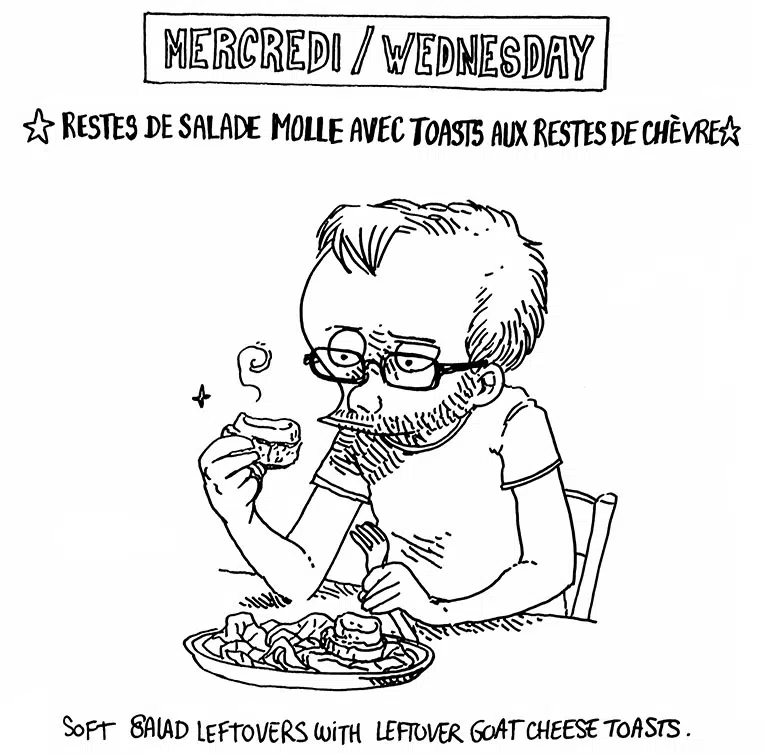 MERCREDI / WEDNESDAY
☆ RESTES DE SALADE MOLLE AVEC TOASTS AUX RESTES DE CHÈVRE ☆
SOFT SALAD LEFTOVERS WITH LEFTOVER GOAT CHEESE TOASTS.